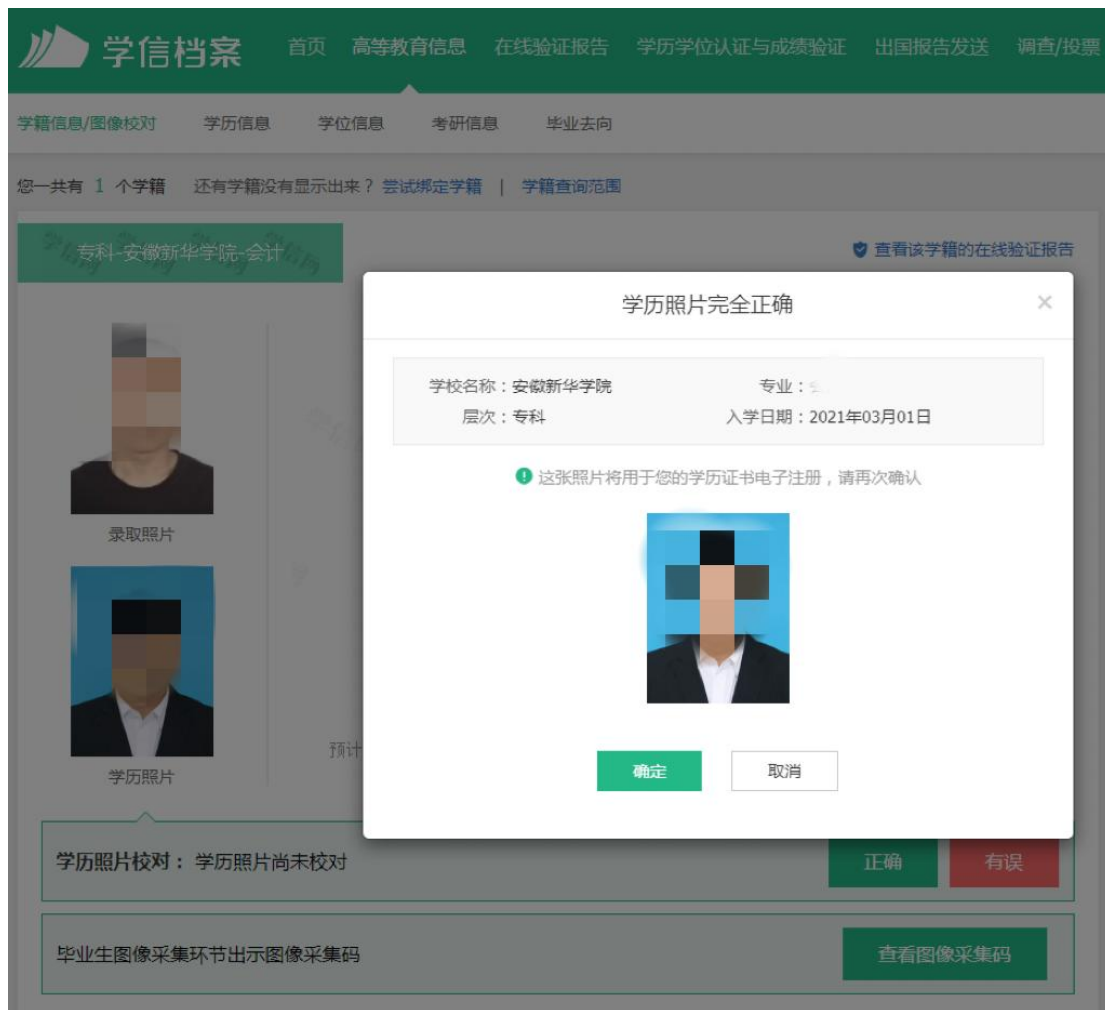 学信档案 首页 高等教育信息 在线验证报告 学历学位认证与成绩验证 出国报告发送 调查/投票
学籍信息/图像校对 学历信息 学位信息 考研信息 毕业去向
您一共有 1 个学籍 还有学籍没有显示出来？尝试绑定学籍 | 学籍查询范围
专科-安徽新华学院-会计
查看该学籍的在线验证报告
学历照片完全正确 ×
学校名称：安徽新华学院 专业：
层次：专科 入学日期：2021年03月01日
这张照片将用于您的学历证书电子注册，请再次确认
录取照片
确定 取消
预计
学历照片
学历照片校对： 学历照片尚未校对 正确 有误
毕业生图像采集环节出示图像采集码 查看图像采集码